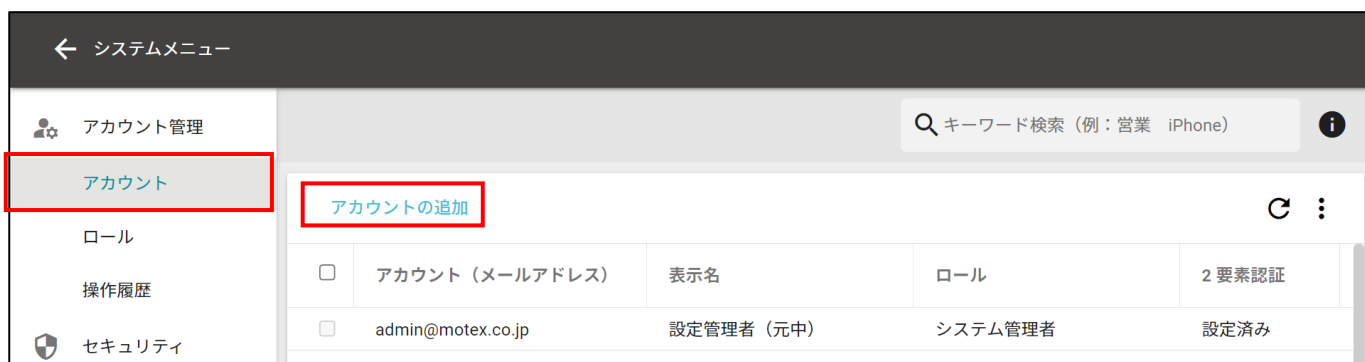 システムメニュー
アカウント管理
キーワード検索（例：営業　iPhone）
アカウント
アカウントの追加
ロール
アカウント（メールアドレス） 表示名 ロール 2 要素認証
操作履歴
admin@motex.co.jp 設定管理者（元中） システム管理者 設定済み
セキュリティ